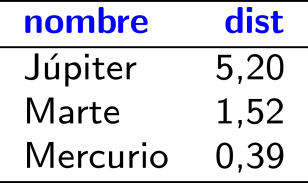 nombre dist
Júpiter 5,20
Marte 1,52
Mercurio 0,39